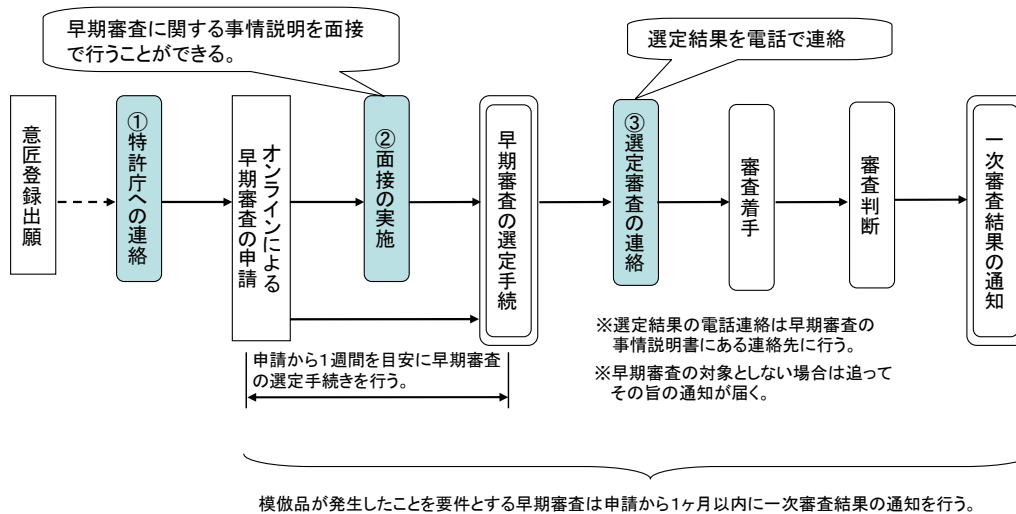 早期審査に関する事情説明を面接
で行うことができる。
選定結果を電話で連絡
意匠登録出願
①特許庁への連絡
オンラインによる
早期審査の申請
②面接の実施
早期審査の選定手続
③選定審査の連絡
審査着手
審査判断
一次審査結果の通知
申請から1週間を目安に早期審査
の選定手続きを行う。
※選定結果の電話連絡は早期審査の
事情説明書にある連絡先に行う。
※早期審査の対象としない場合は追って
その旨の通知が届く。
模倣品が発生したことを要件とする早期審査は申請から1ヶ月以内に一次審査結果の通知を行う。